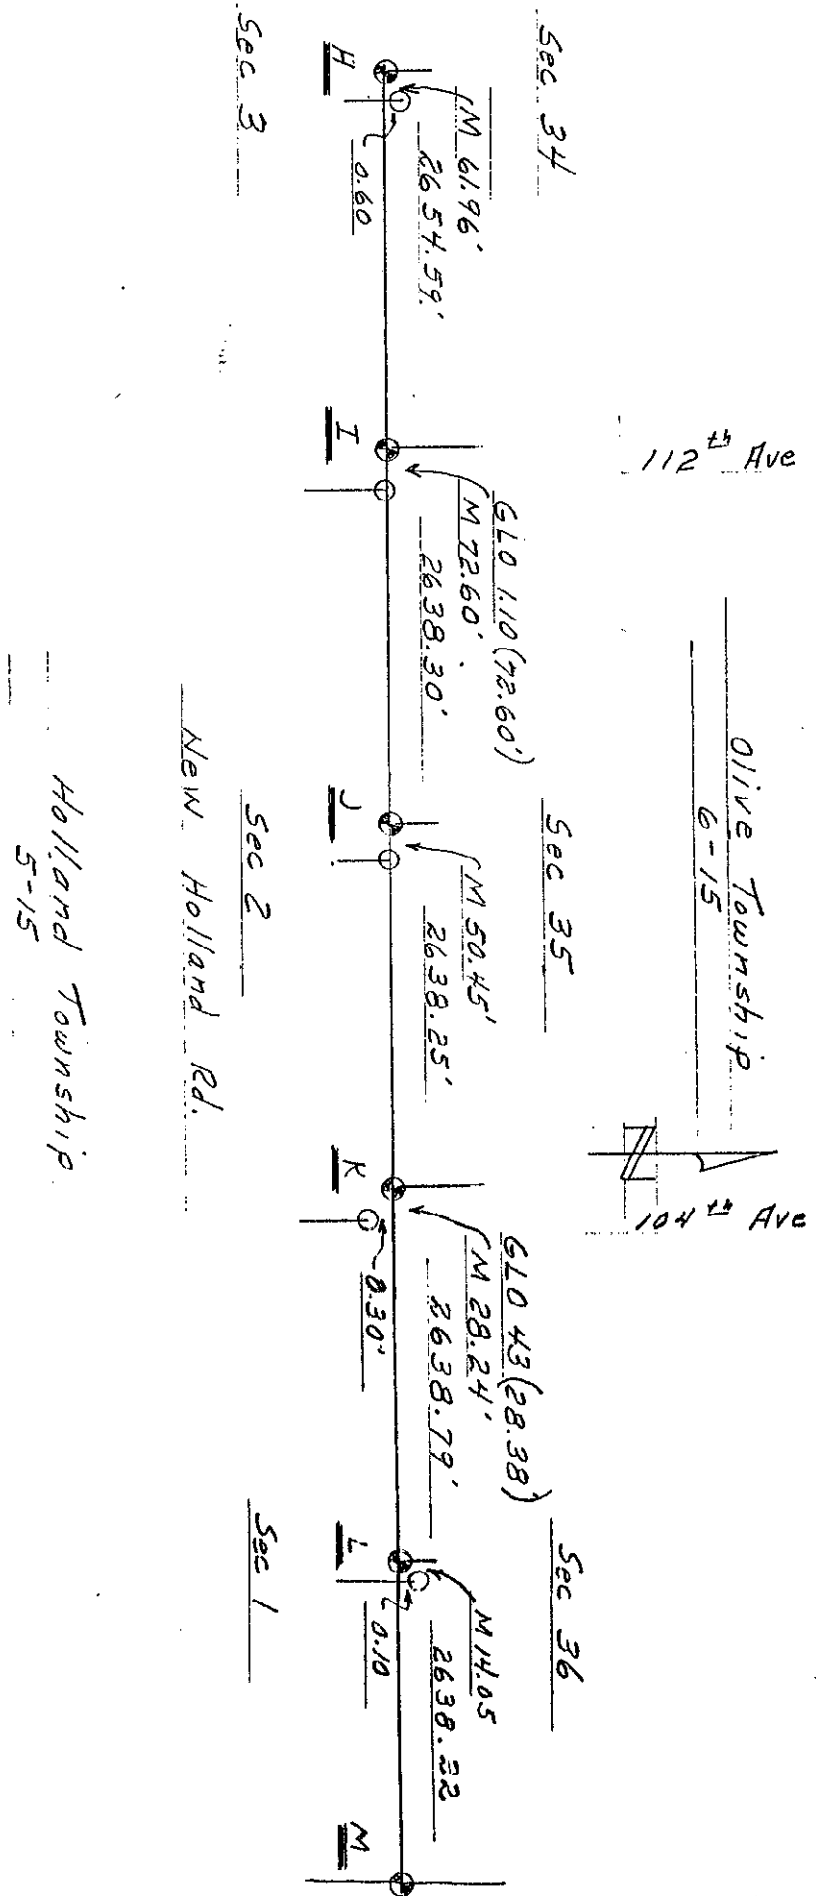 Olive Township
6-15
112th Ave
104th Ave
N
Sec 34
Sec 35
Sec 36
M 61.96'
2654.59'
0.60
GLO 1.10 (72.60')
M 72.60'
2638.30'
M 50.45'
2638.25'
GLO 43 (28.38')
M 28.24'
2638.79'
0.30'
M 14.05
2638.22
0.10
H
I
J
K
L
M
Sec 3
Sec 2
Sec 1
New Holland Rd.
Holland Township
5-15